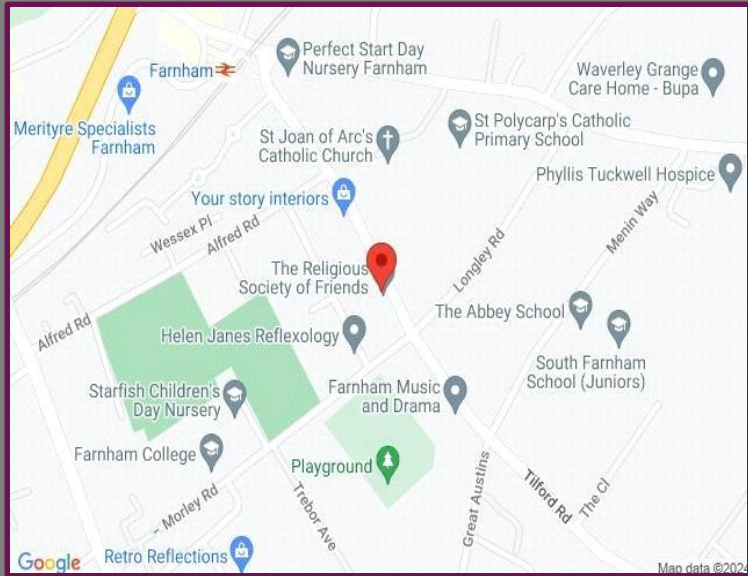 Perfect Start Day
Nursery Farnham
Farnham
Waverley Grange
Care Home - Bupa
Merityre Specialists
Farnham
St Joan of Arc's
Catholic Church
St Polycarp's Catholic
Primary School
Phyllis Tuckwell Hospice
Your story interiors
Wessex Pl
Alfred Rd
Menin Way
Longley Rd
The Religious
Society of Friends
Alfred Rd
Helen Janes Reflexology
The Abbey School
South Farnham
School (Juniors)
Starfish Children's
Day Nursery
Farnham Music
and Drama
Farnham College
Playground
Morley Rd
Trebor Ave
Great Austins
Tilford Rd
The Cl
Retro Reflections
Google
Map data ©2024